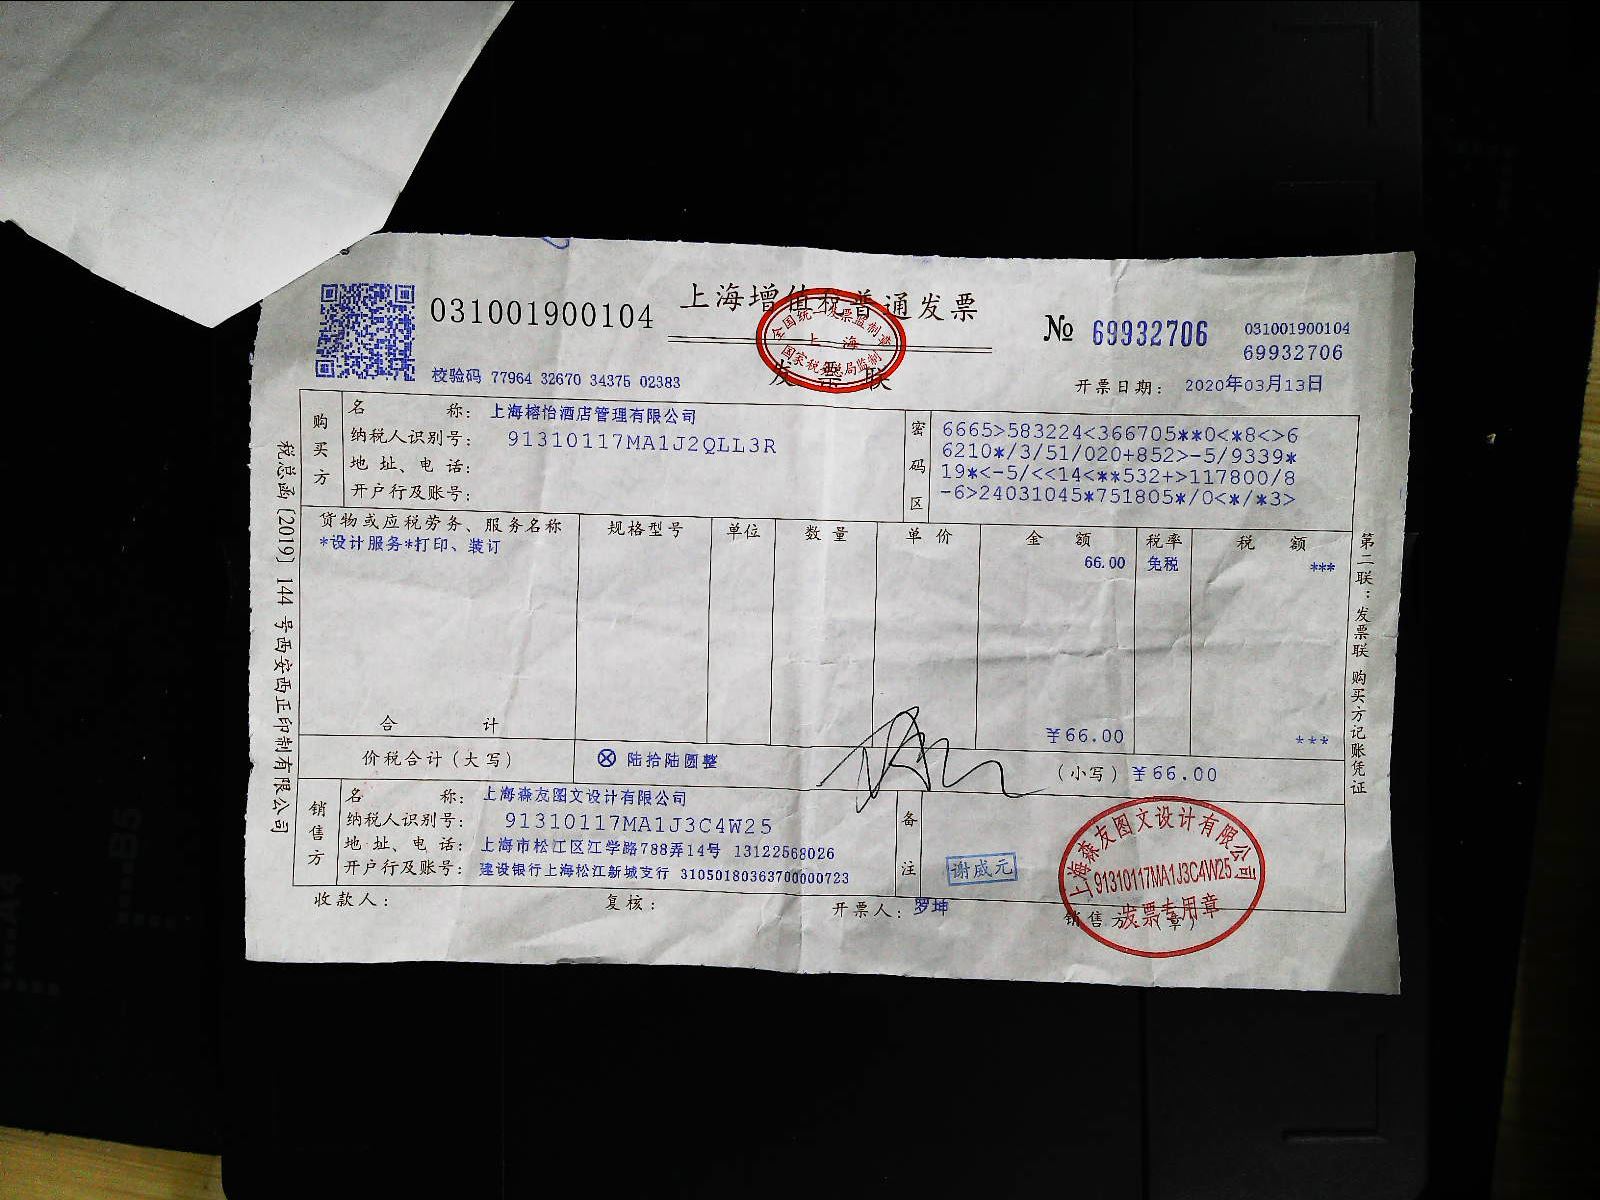 031001900104
上海增值税普通发票
发票联
全国统一发票监制章
上海
国家税务总局监制
№ 69932706
031001900104
69932706
校验码 77964 32670 34375 02383
开票日期: 2020年03月13日
购买方
名称: 上海榕怡酒店管理有限公司
纳税人识别号: 91310117MA1J2QLL3R
地址、电话:
开户行及账号:
密码区
6665>583224<366705**0<*8<>6
6210*/3/51/020+852>-5/9339*
19*<-5/<<14<**532+>117800/8
-6>24031045*751805*/0<*/*3>
货物或应税劳务、服务名称 规格型号 单位 数量 单价 金额 税率 税额
*设计服务*打印、装订 66.00 免税 ***
合计 ¥66.00 ***
价税合计(大写) ⊗ 陆拾陆圆整 (小写) ¥66.00
销售方
名称: 上海森友图文设计有限公司
纳税人识别号: 91310117MA1J3C4W25
地址、电话: 上海市松江区江学路788弄14号 13122568026
开户行及账号: 建设银行上海松江新城支行 31050180363700000723
备注
谢咸元
收款人: 复核: 开票人: 罗坤 销售方:(章)
上海森友图文设计有限公司
91310117MA1J3C4W25
发票专用章
税总函[2019]144号西安西正印制有限公司
第二联:发票联 购买方记账凭证